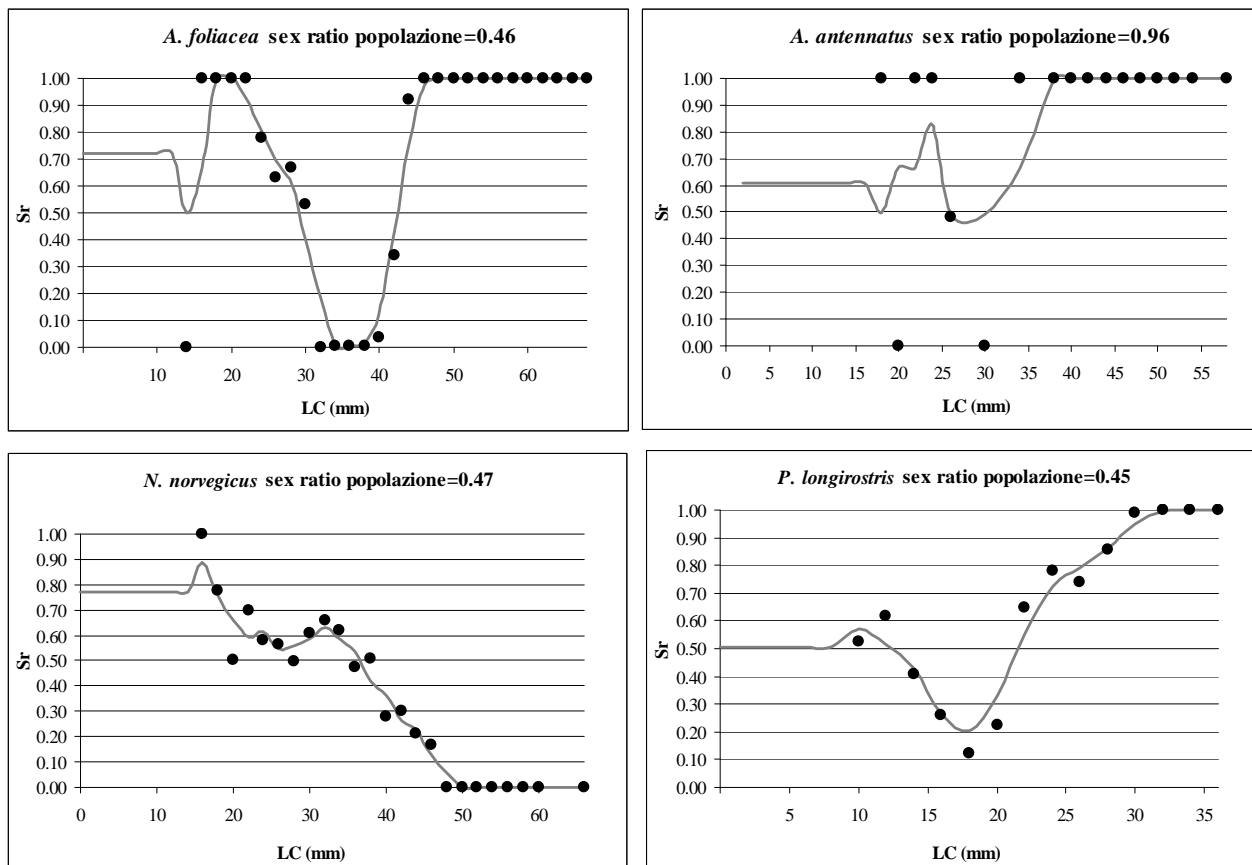 A. foliacea sex ratio popolazione=0.46
1.00
0.90
0.80
0.70
0.60
0.50
0.40
0.30
0.20
0.10
0.00
Sr
10 20 30 40 50 60
LC (mm)
A. antennatus sex ratio popolazione=0.96
1.00
0.90
0.80
0.70
0.60
0.50
0.40
0.30
0.20
0.10
0.00
Sr
0 5 10 15 20 25 30 35 40 45 50 55
LC (mm)
N. norvegicus sex ratio popolazione=0.47
1.00
0.90
0.80
0.70
0.60
0.50
0.40
0.30
0.20
0.10
0.00
Sr
0 10 20 30 40 50 60
LC (mm)
P. longirostris sex ratio popolazione=0.45
1.00
0.90
0.80
0.70
0.60
0.50
0.40
0.30
0.20
0.10
0.00
Sr
5 10 15 20 25 30 35
LC (mm)